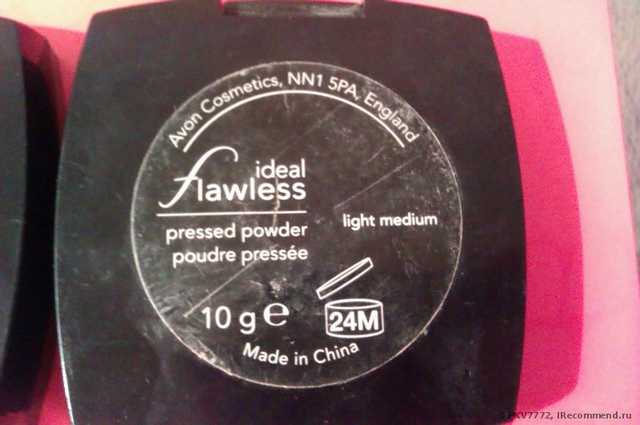 Avon Cosmetics, NN1 5PA, England
ideal
flawless
pressed powder
poudre pressée
light medium
10 g e
24M
Made in China
PKV7772, IRecommend.ru